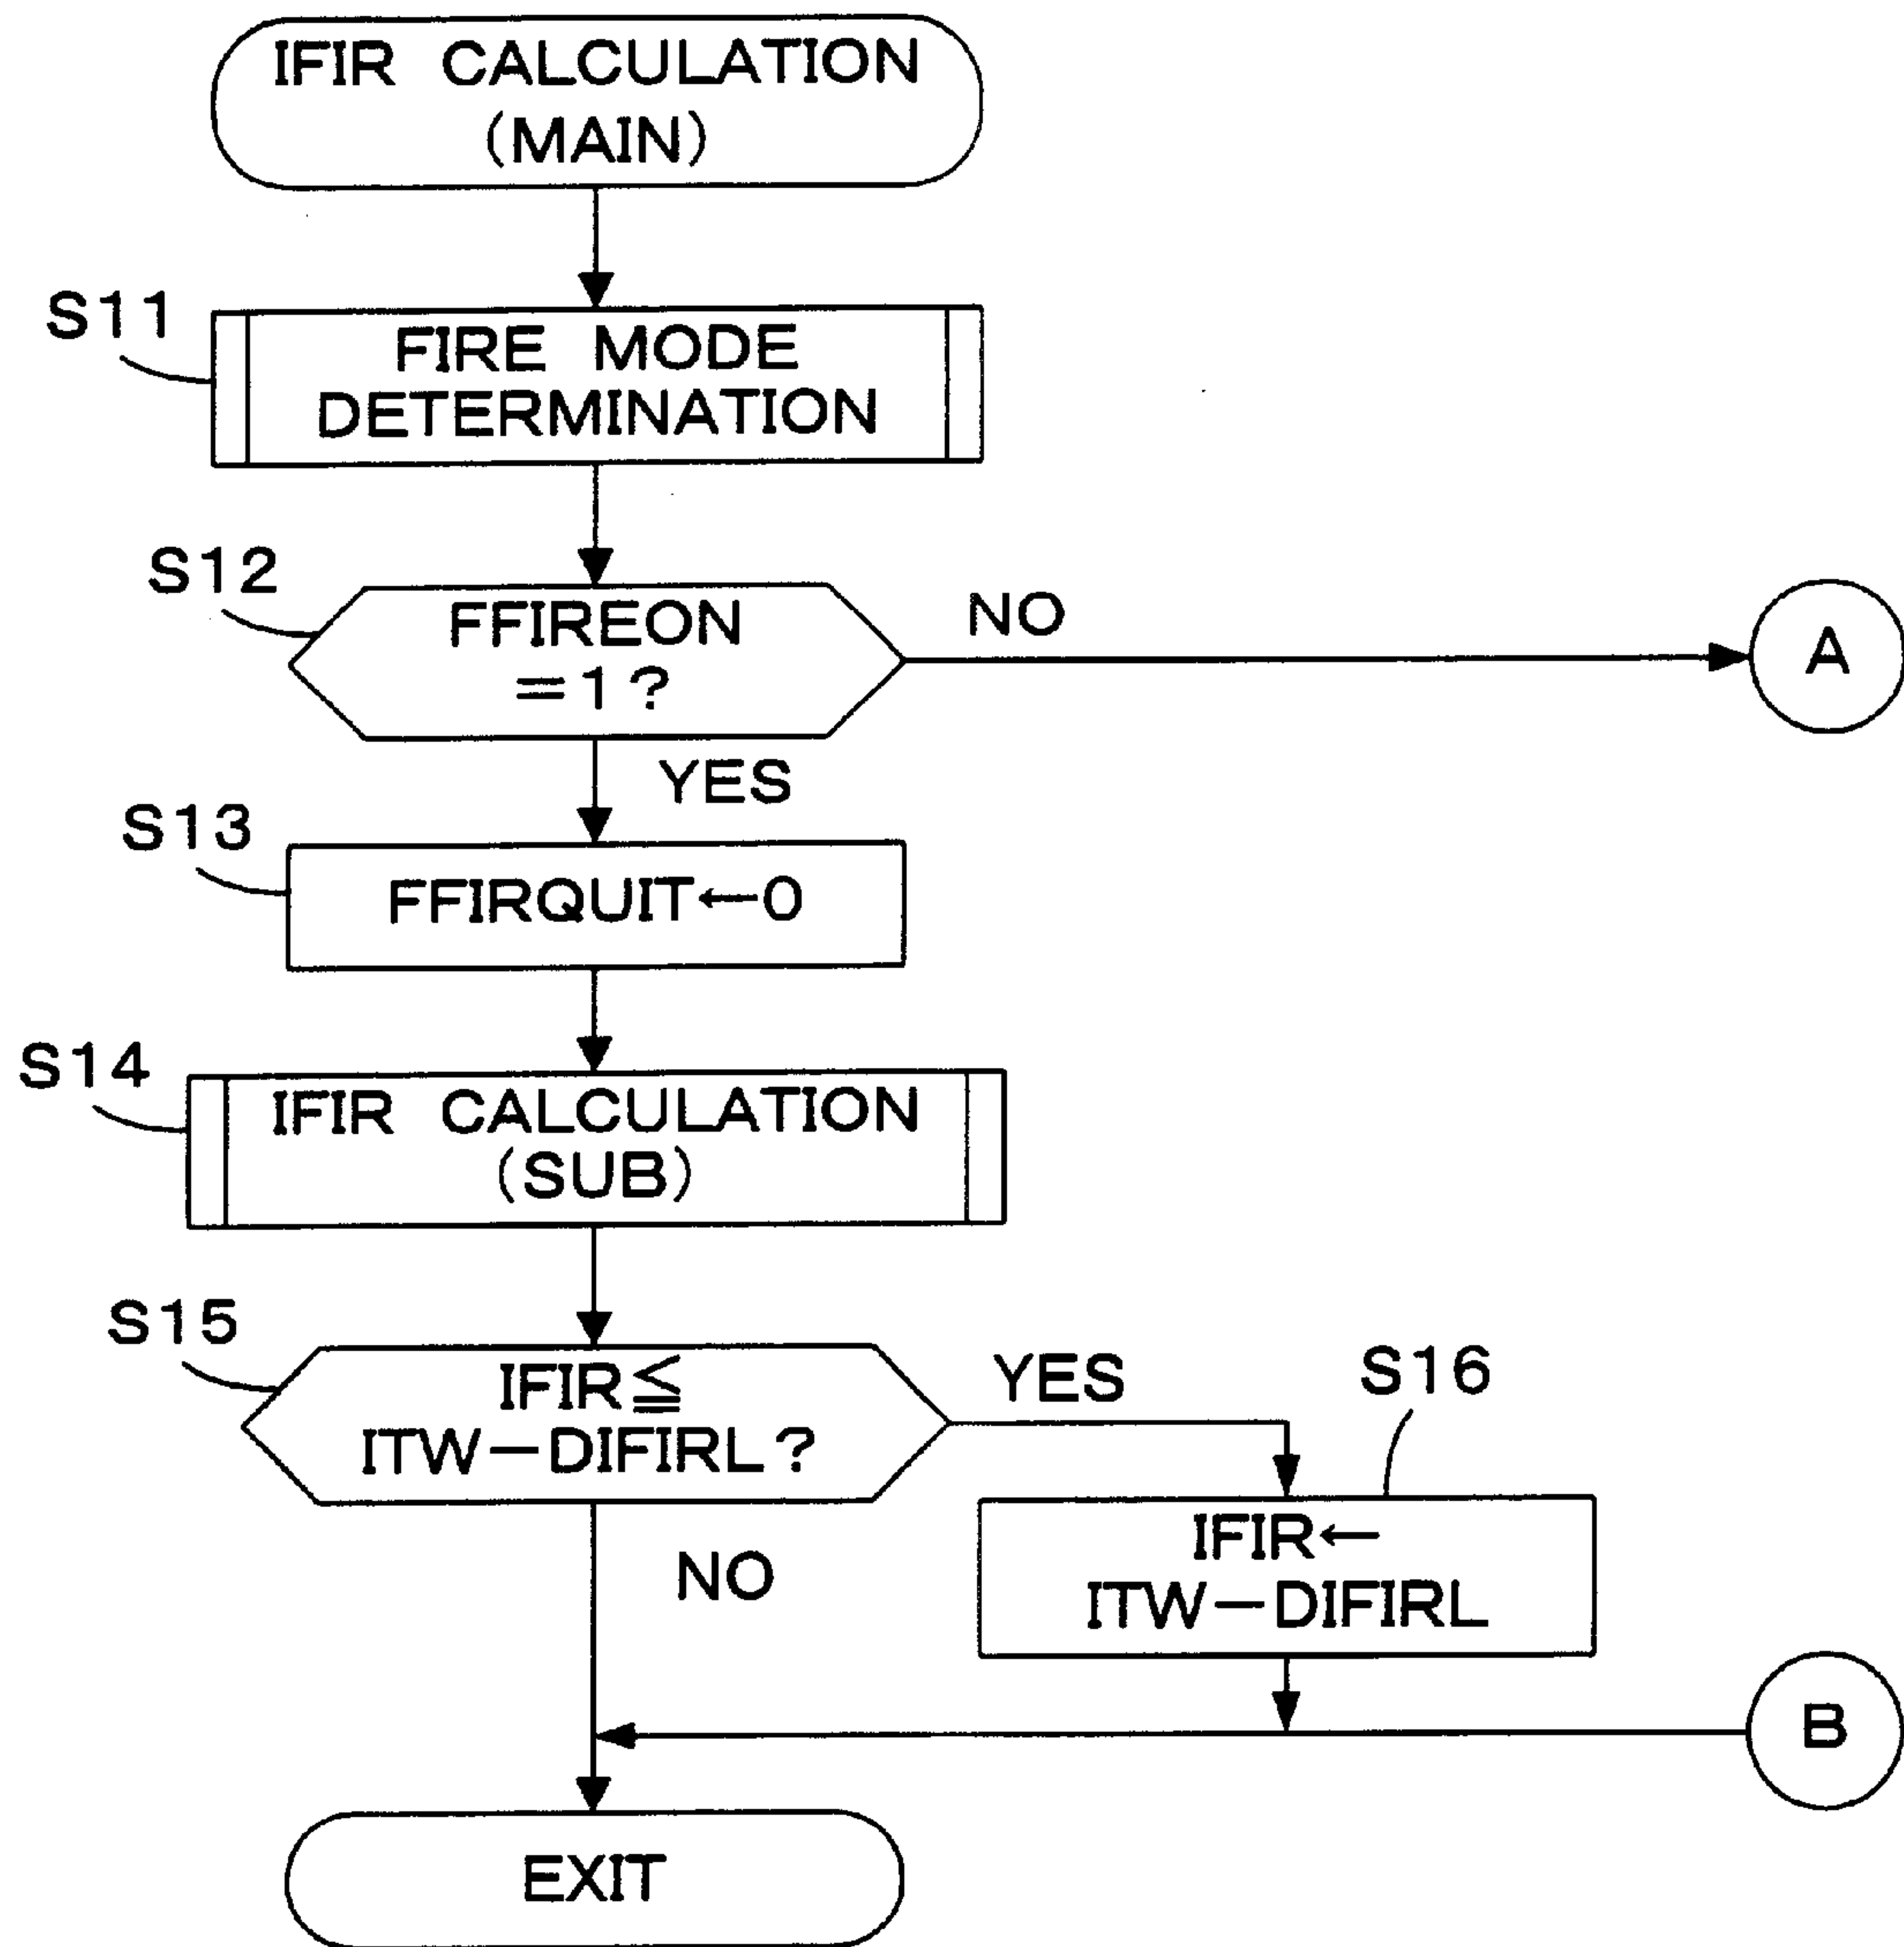 IFIR CALCULATION
(MAIN)
S11
FIRE MODE
DETERMINATION
S12
FFIREON
=1?
NO
A
YES
S13
FFIRQUIT←0
S14
IFIR CALCULATION
(SUB)
S15
IFIR≦
ITW-DIFIRL?
YES
S16
IFIR←
ITW-DIFIRL
NO
B
EXIT